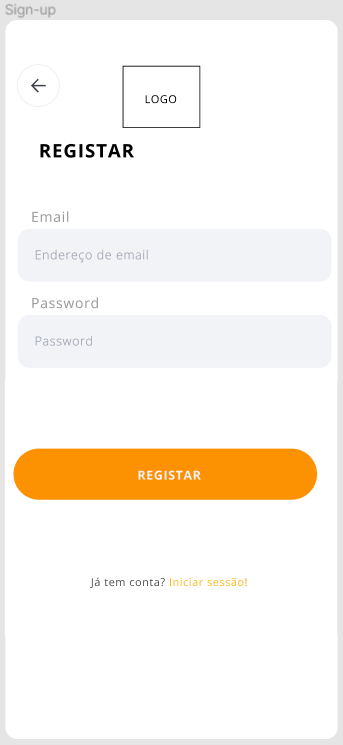 Sign-up
LOGO
REGISTAR
Email
Endereço de email
Password
Password
REGISTAR
Já tem conta? Iniciar sessão!